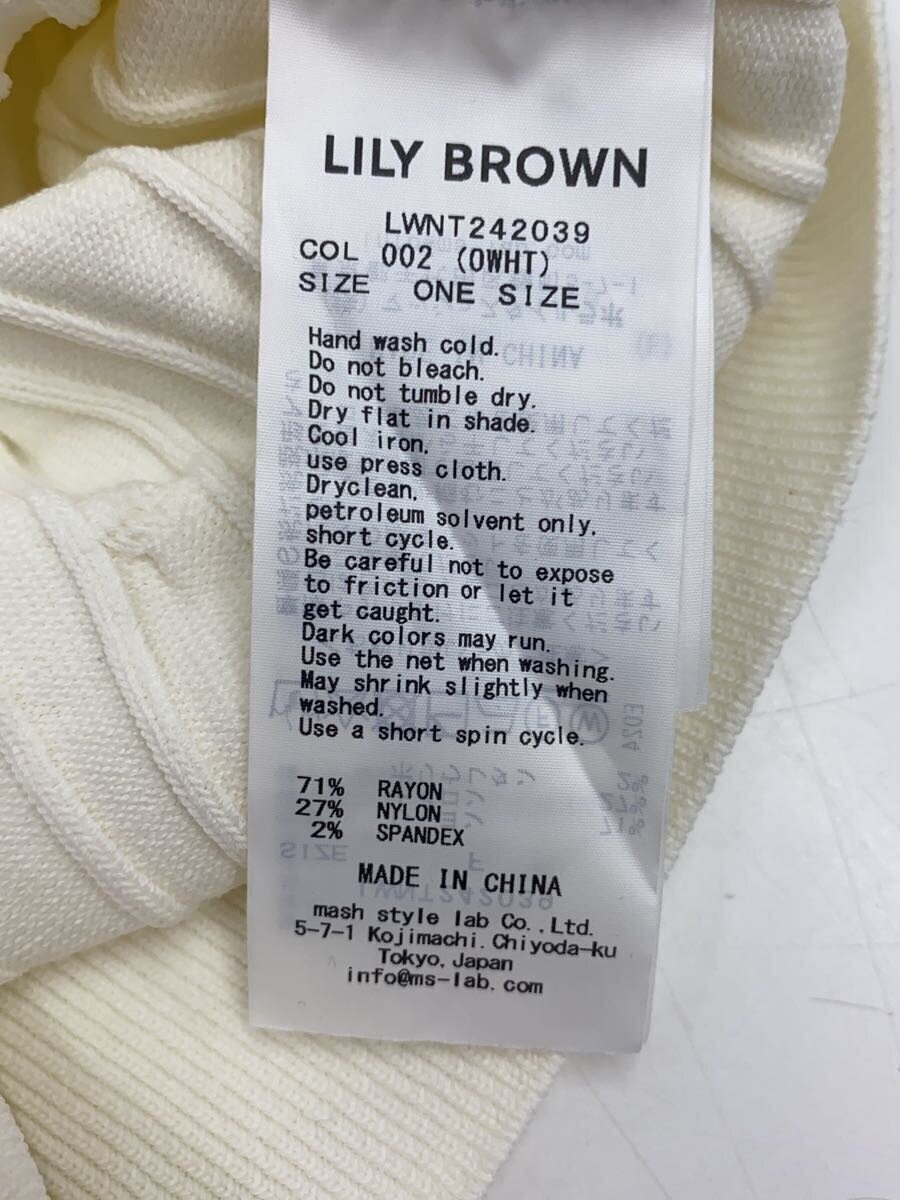 LILY BROWN
LWNT242039
COL 002 (OWHT)
SIZE ONE SIZE
Hand wash cold.
Do not bleach.
Do not tumble dry.
Dry flat in shade.
Cool iron,
use press cloth.
Dryclean,
petroleum solvent only,
short cycle.
Be careful not to expose
to friction or let it
get caught.
Dark colors may run.
Use the net when washing.
May shrink slightly when
washed.
Use a short spin cycle.
71% RAYON
27% NYLON
2% SPANDEX
MADE IN CHINA
mash style lab Co.,Ltd.
5-7-1 Kojimachi. Chiyoda-ku
Tokyo, Japan
info@ms-lab.com